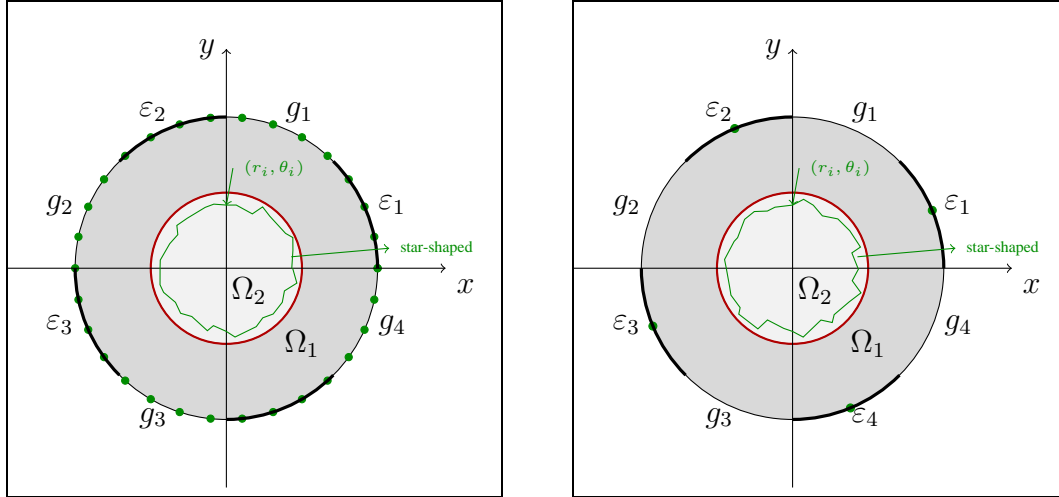 y
ε₂
g₁
(rᵢ, θᵢ)
g₂
ε₁
star-shaped
x
Ω₂
ε₃
Ω₁
g₄
g₃
y
ε₂
g₁
(rᵢ, θᵢ)
g₂
ε₁
star-shaped
x
Ω₂
ε₃
Ω₁
g₄
g₃
ε₄